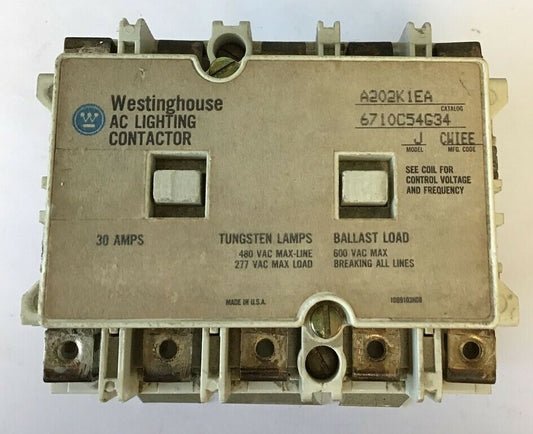 Westinghouse
AC LIGHTING
CONTACTOR
A202K1EA
CATALOG
6710C54G34
J CWIEE
MODEL MFG. CODE
SEE COIL FOR
CONTROL VOLTAGE
AND FREQUENCY
30 AMPS
TUNGSTEN LAMPS
480 VAC MAX-LINE
277 VAC MAX LOAD
BALLAST LOAD
600 VAC MAX
BREAKING ALL LINES
MADE IN U.S.A.